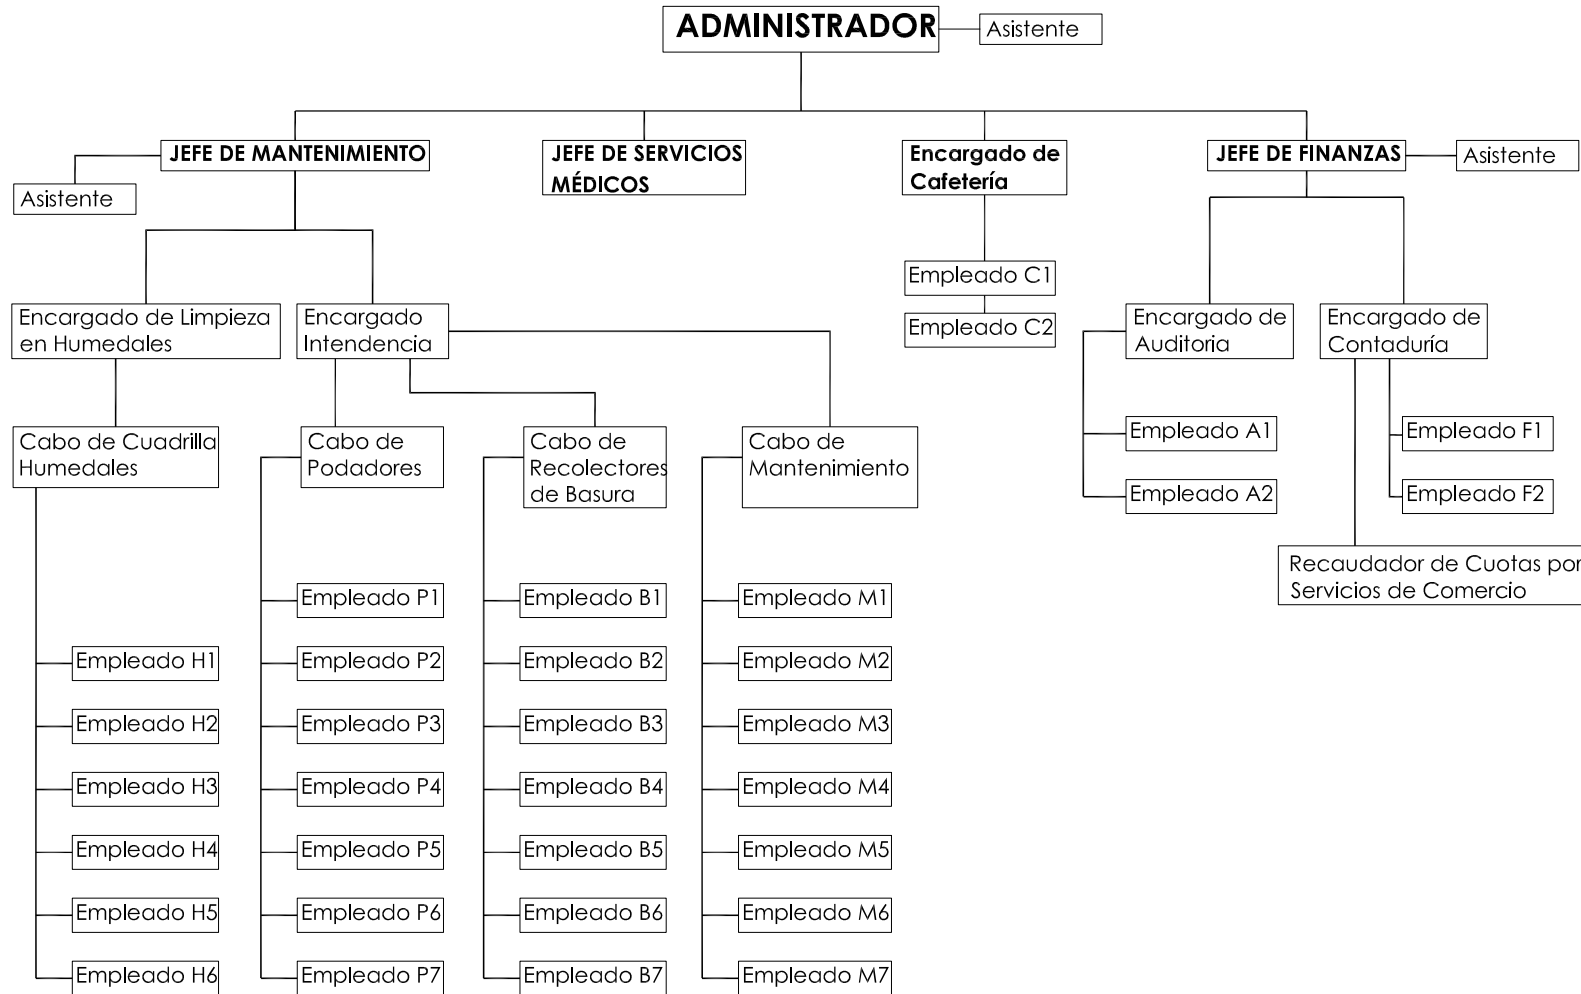 ADMINISTRADOR
Asistente
JEFE DE MANTENIMIENTO
Asistente
JEFE DE SERVICIOS
MÉDICOS
Encargado de
Cafetería
JEFE DE FINANZAS
Asistente
Empleado C1
Empleado C2
Encargado de Limpieza
en Humedales
Encargado
Intendencia
Encargado de
Auditoria
Encargado de
Contaduría
Cabo de Cuadrilla
Humedales
Cabo de
Podadores
Cabo de
Recolectores
de Basura
Cabo de
Mantenimiento
Empleado A1
Empleado A2
Empleado F1
Empleado F2
Recaudador de Cuotas por
Servicios de Comercio
Empleado H1
Empleado H2
Empleado H3
Empleado H4
Empleado H5
Empleado H6
Empleado P1
Empleado P2
Empleado P3
Empleado P4
Empleado P5
Empleado P6
Empleado P7
Empleado B1
Empleado B2
Empleado B3
Empleado B4
Empleado B5
Empleado B6
Empleado B7
Empleado M1
Empleado M2
Empleado M3
Empleado M4
Empleado M5
Empleado M6
Empleado M7